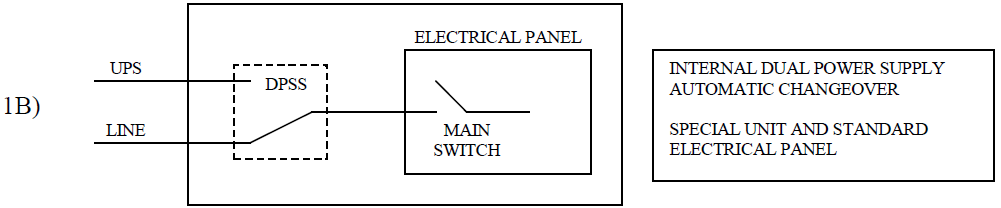 ELECTRICAL PANEL
UPS
DPSS
1B)
LINE
MAIN
SWITCH
INTERNAL DUAL POWER SUPPLY
AUTOMATIC CHANGEOVER
SPECIAL UNIT AND STANDARD
ELECTRICAL PANEL